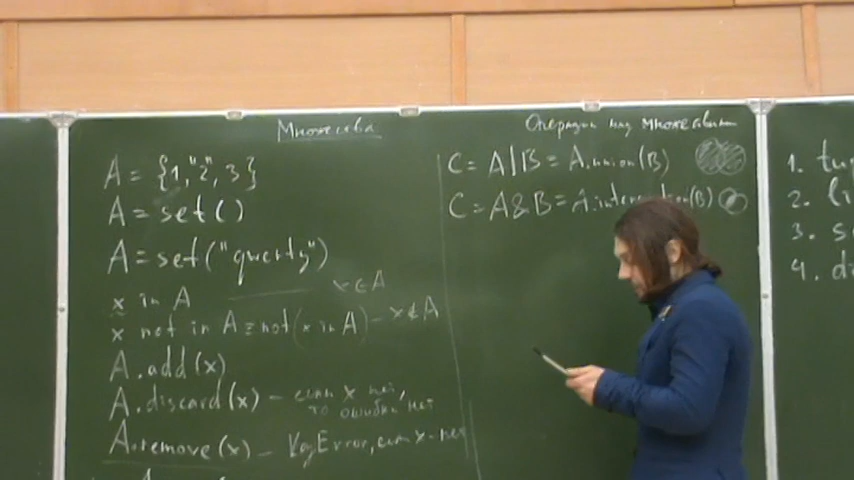 Множества
A = {1, "2", 3}
A = set()
A = set("qwerty")
x in A — x ∈ A
x not in A ≡ not(x in A) — x ∉ A
A.add(x)
A.discard(x) — если x нет,
то ошибки нет
A.remove(x) — KeyError, если x - нет
Операции над множествами
C = A|B = A.union(B)
C = A&B = A.inter (B)
1. tu
2. li
3. s
4. d